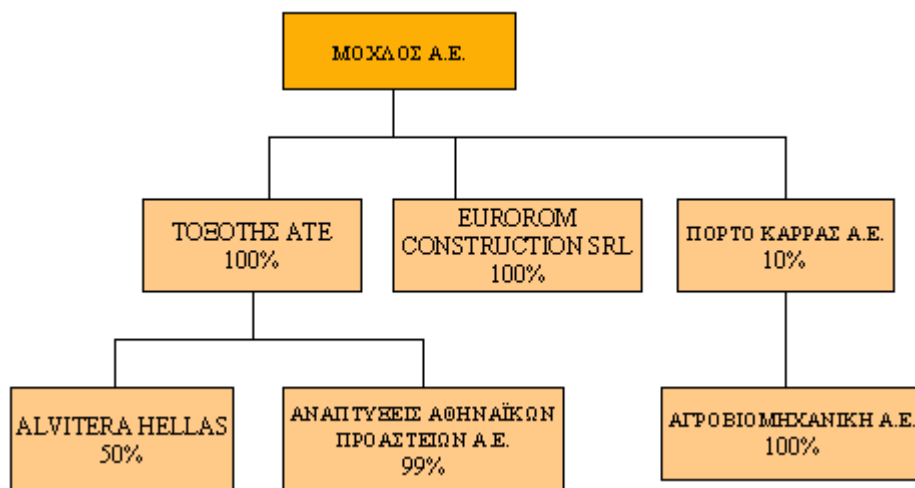 ΜΟΧΛΟΣ Α.Ε.
ΤΟΞΟΤΗΣ ΑΤΕ
100%
EUROROM
CONSTRUCTION SRL
100%
ΠΟΡΤΟ ΚΑΡΡΑΣ Α.Ε.
10%
ALVITERA HELLAS
50%
ΑΝΑΠΤΥΞΕΙΣ ΑΘΗΝΑΪΚΩΝ
ΠΡΟΑΣΤΕΙΩΝ Α.Ε.
99%
ΑΓΡΟΒΙΟΜΗΧΑΝΙΚΗ Α.Ε.
100%